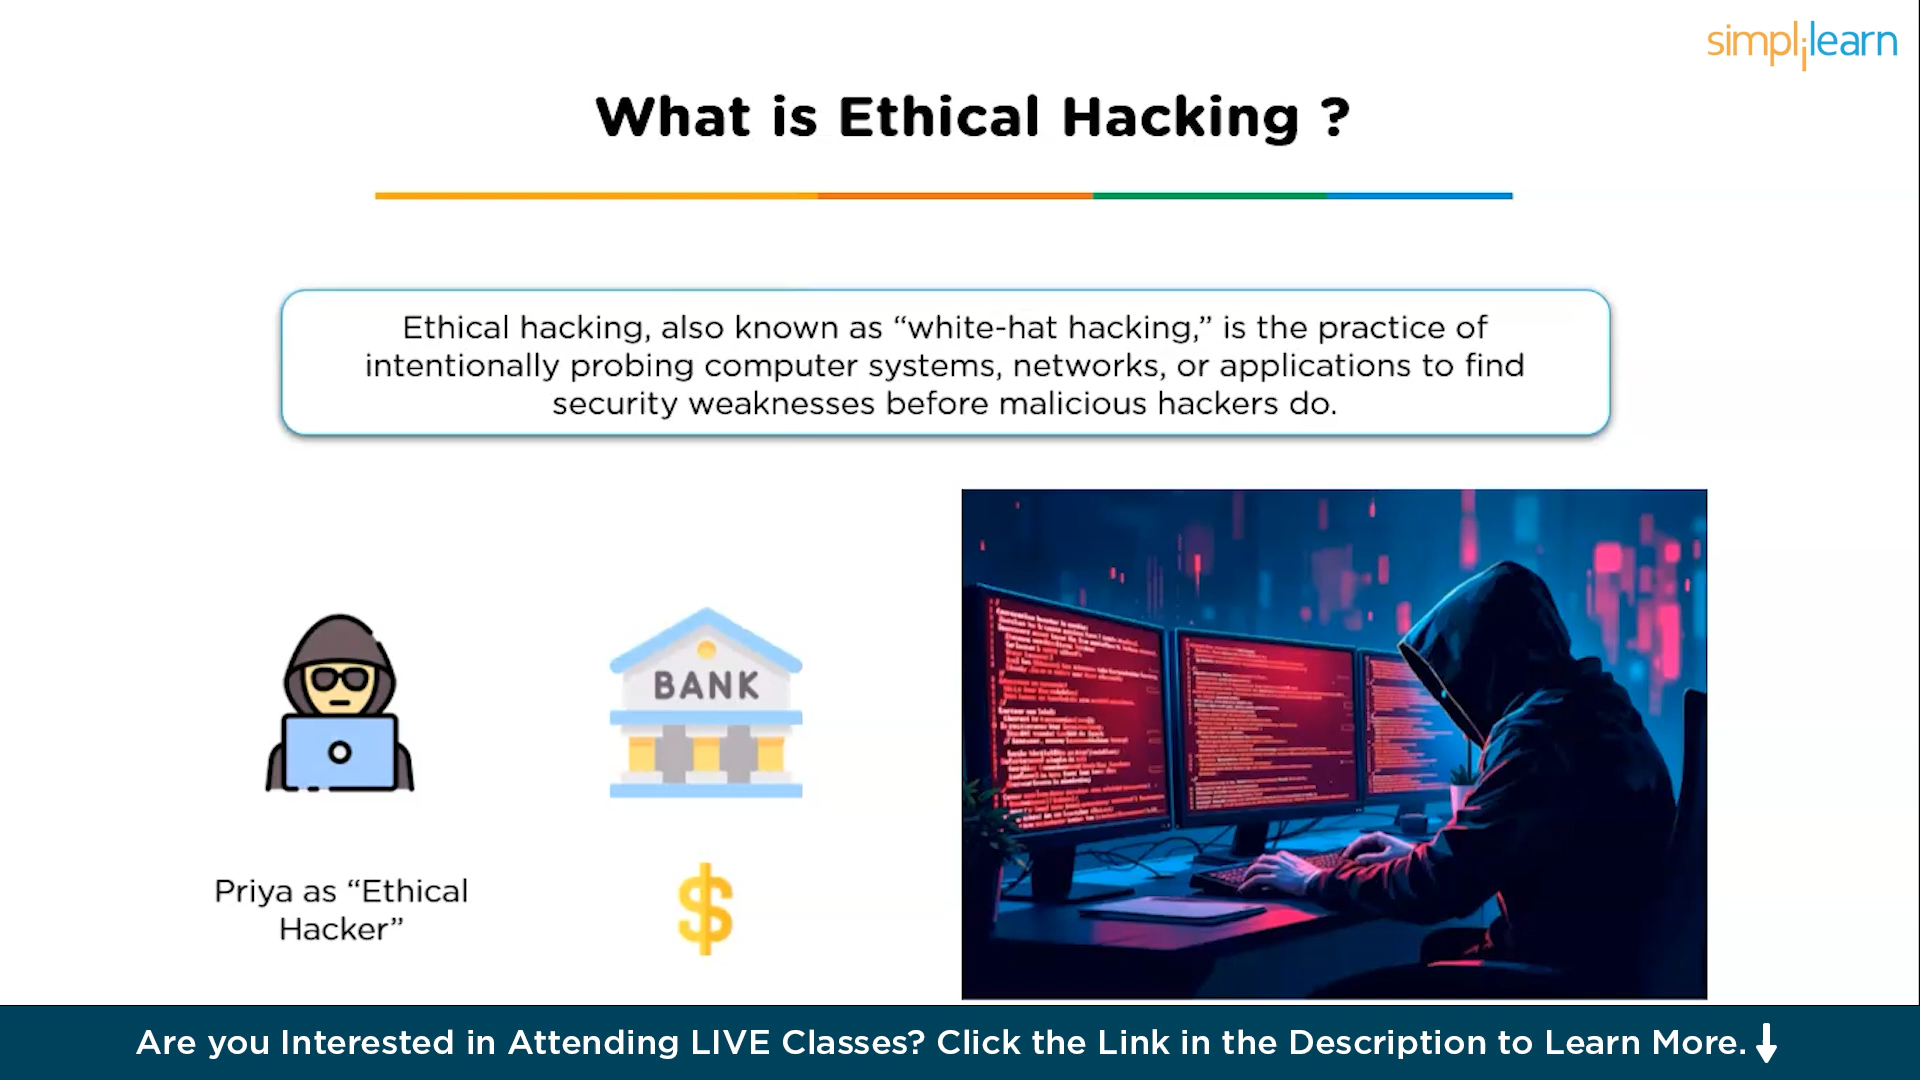 simplilearn
What is Ethical Hacking ?
Ethical hacking, also known as “white-hat hacking,” is the practice of
intentionally probing computer systems, networks, or applications to find
security weaknesses before malicious hackers do.
BANK
$
Priya as “Ethical
Hacker”
Are you Interested in Attending LIVE Classes? Click the Link in the Description to Learn More.